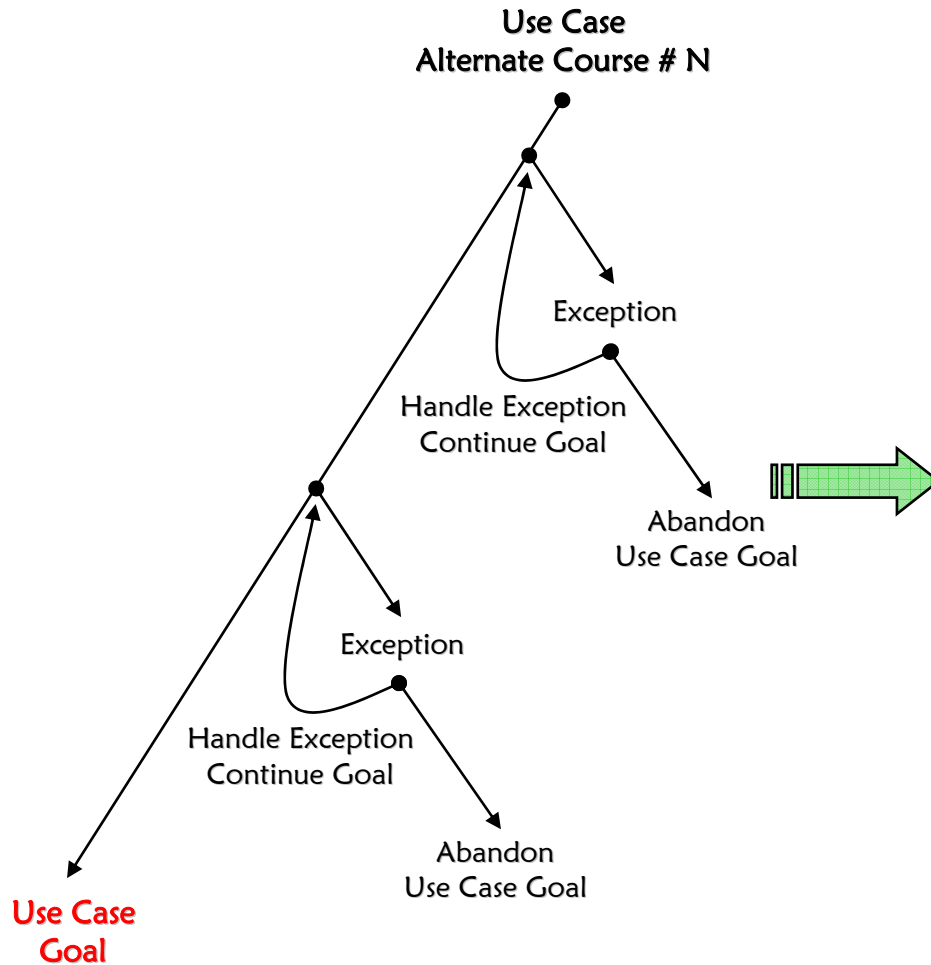 Use Case
Alternate Course # N
Exception
Handle Exception
Continue Goal
Abandon
Use Case Goal
Exception
Handle Exception
Continue Goal
Abandon
Use Case Goal
Use Case
Goal